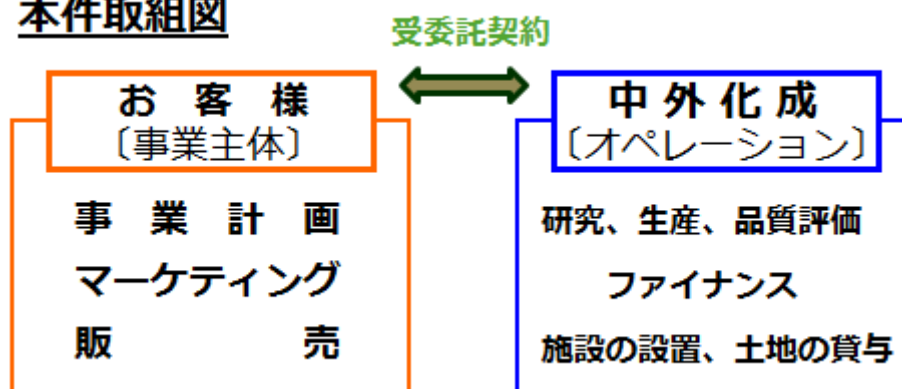 本件取組図
受委託契約
お客様
〔事業主体〕
事業計画
マーケティング
販売
中外化成
〔オペレーション〕
研究、生産、品質評価
ファイナンス
施設の設置、土地の貸与